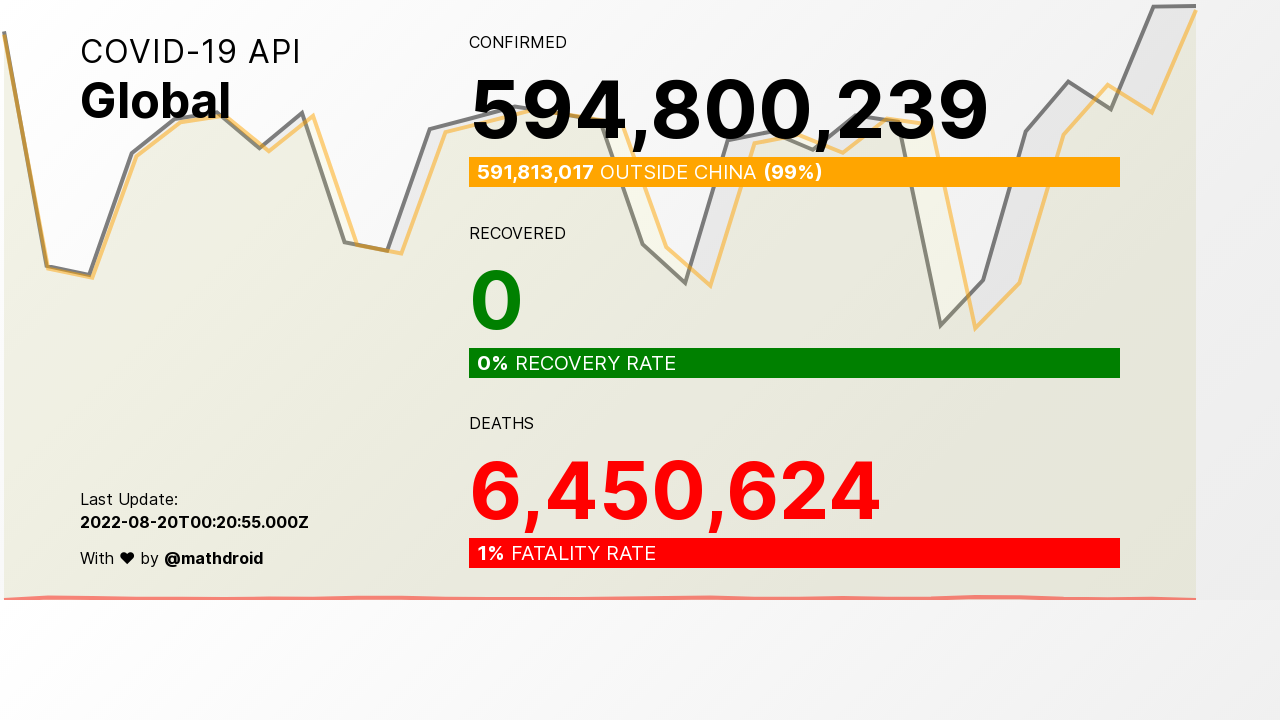 COVID-19 API
Global
CONFIRMED
594,800,239
591,813,017 OUTSIDE CHINA (99%)
RECOVERED
0
0% RECOVERY RATE
DEATHS
6,450,624
1% FATALITY RATE
Last Update:
2022-08-20T00:20:55.000Z
With ♥ by @mathdroid